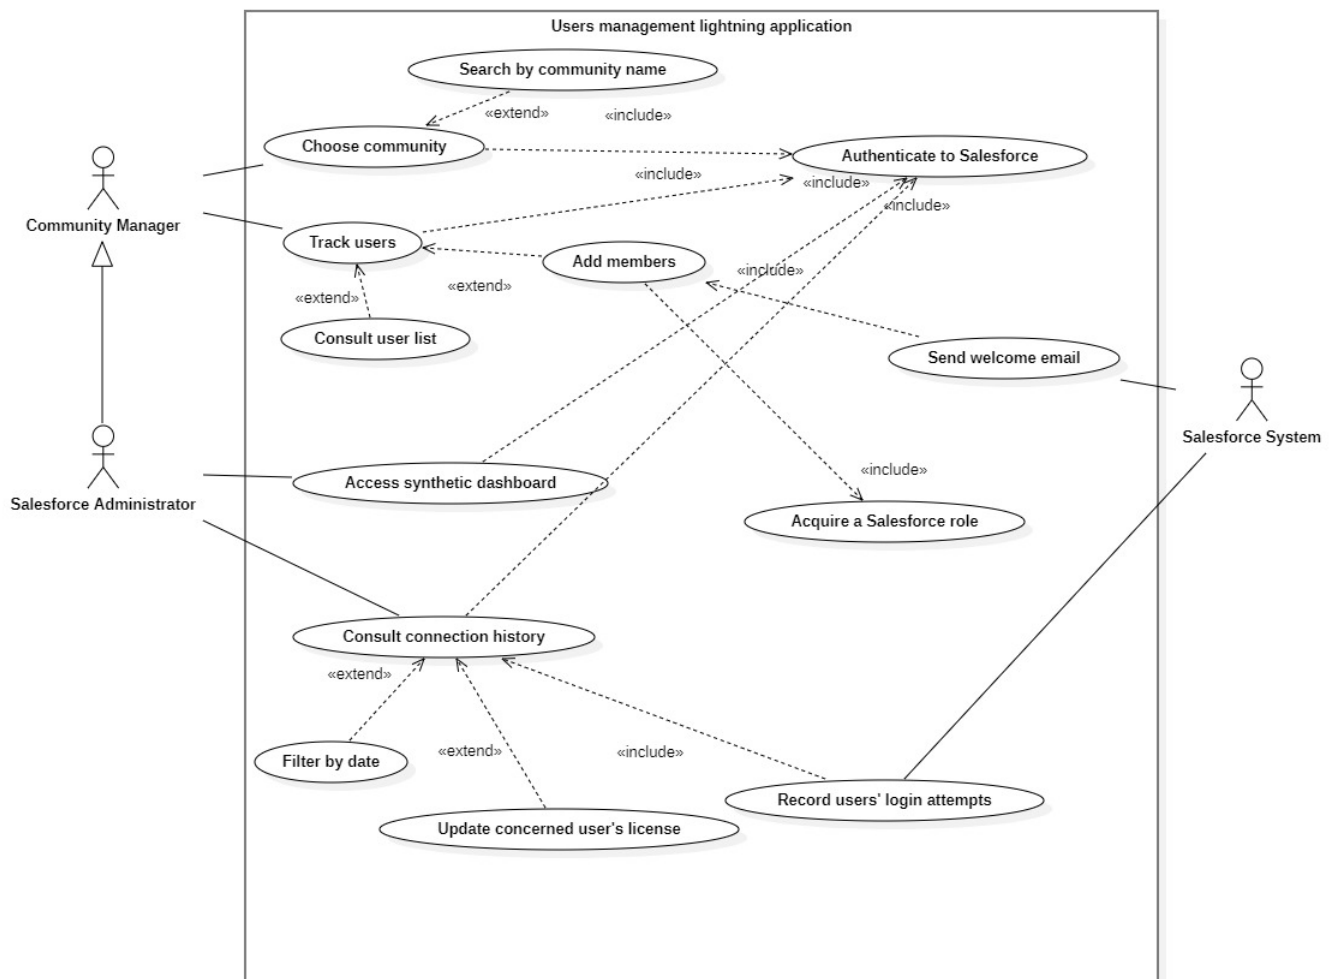 Users management lightning application
Search by community name
«extend»
«include»
Choose community
Authenticate to Salesforce
«include»
«include»
«include»
Community Manager
Track users
Add members
«include»
«extend»
«extend»
Consult user list
Send welcome email
Salesforce System
«include»
Access synthetic dashboard
Salesforce Administrator
Acquire a Salesforce role
Consult connection history
«extend»
«extend»
«include»
Filter by date
Record users' login attempts
Update concerned user's license